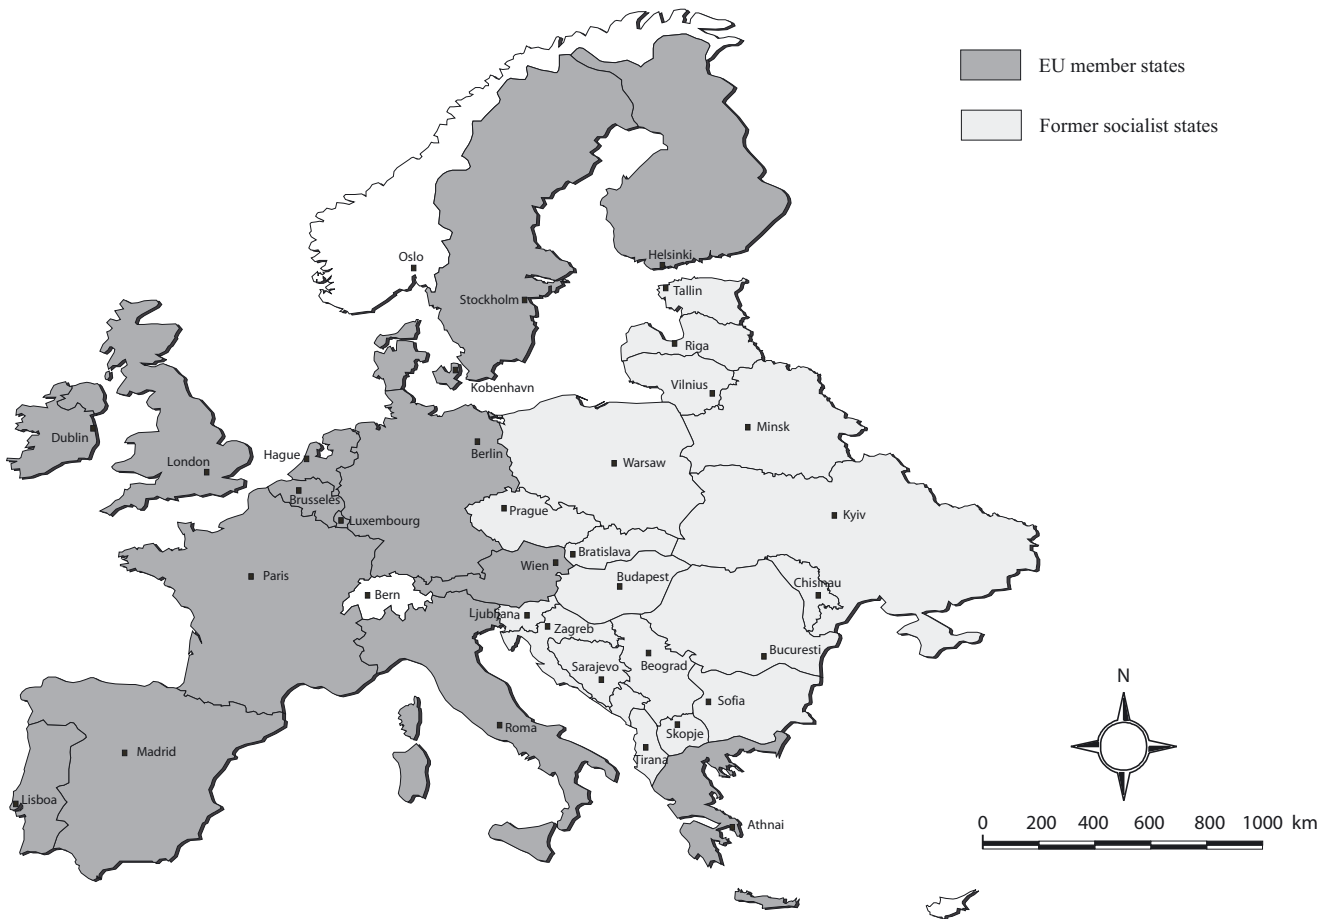 EU member states
Former socialist states
Oslo
Helsinki
Stockholm
Tallin
Riga
Kobenhavn
Vilnius
Minsk
Dublin
London
Hague
Berlin
Warsaw
Brusseles
Luxembourg
Prague
Kyiv
Paris
Wien
Bratislava
Bern
Budapest
Chisinau
Ljubljana
Zagreb
Bucuresti
Sarajevo
Beograd
N
Sofia
Roma
Skopje
Madrid
Tirana
Lisboa
Athnai
0 200 400 600 800 1000 km